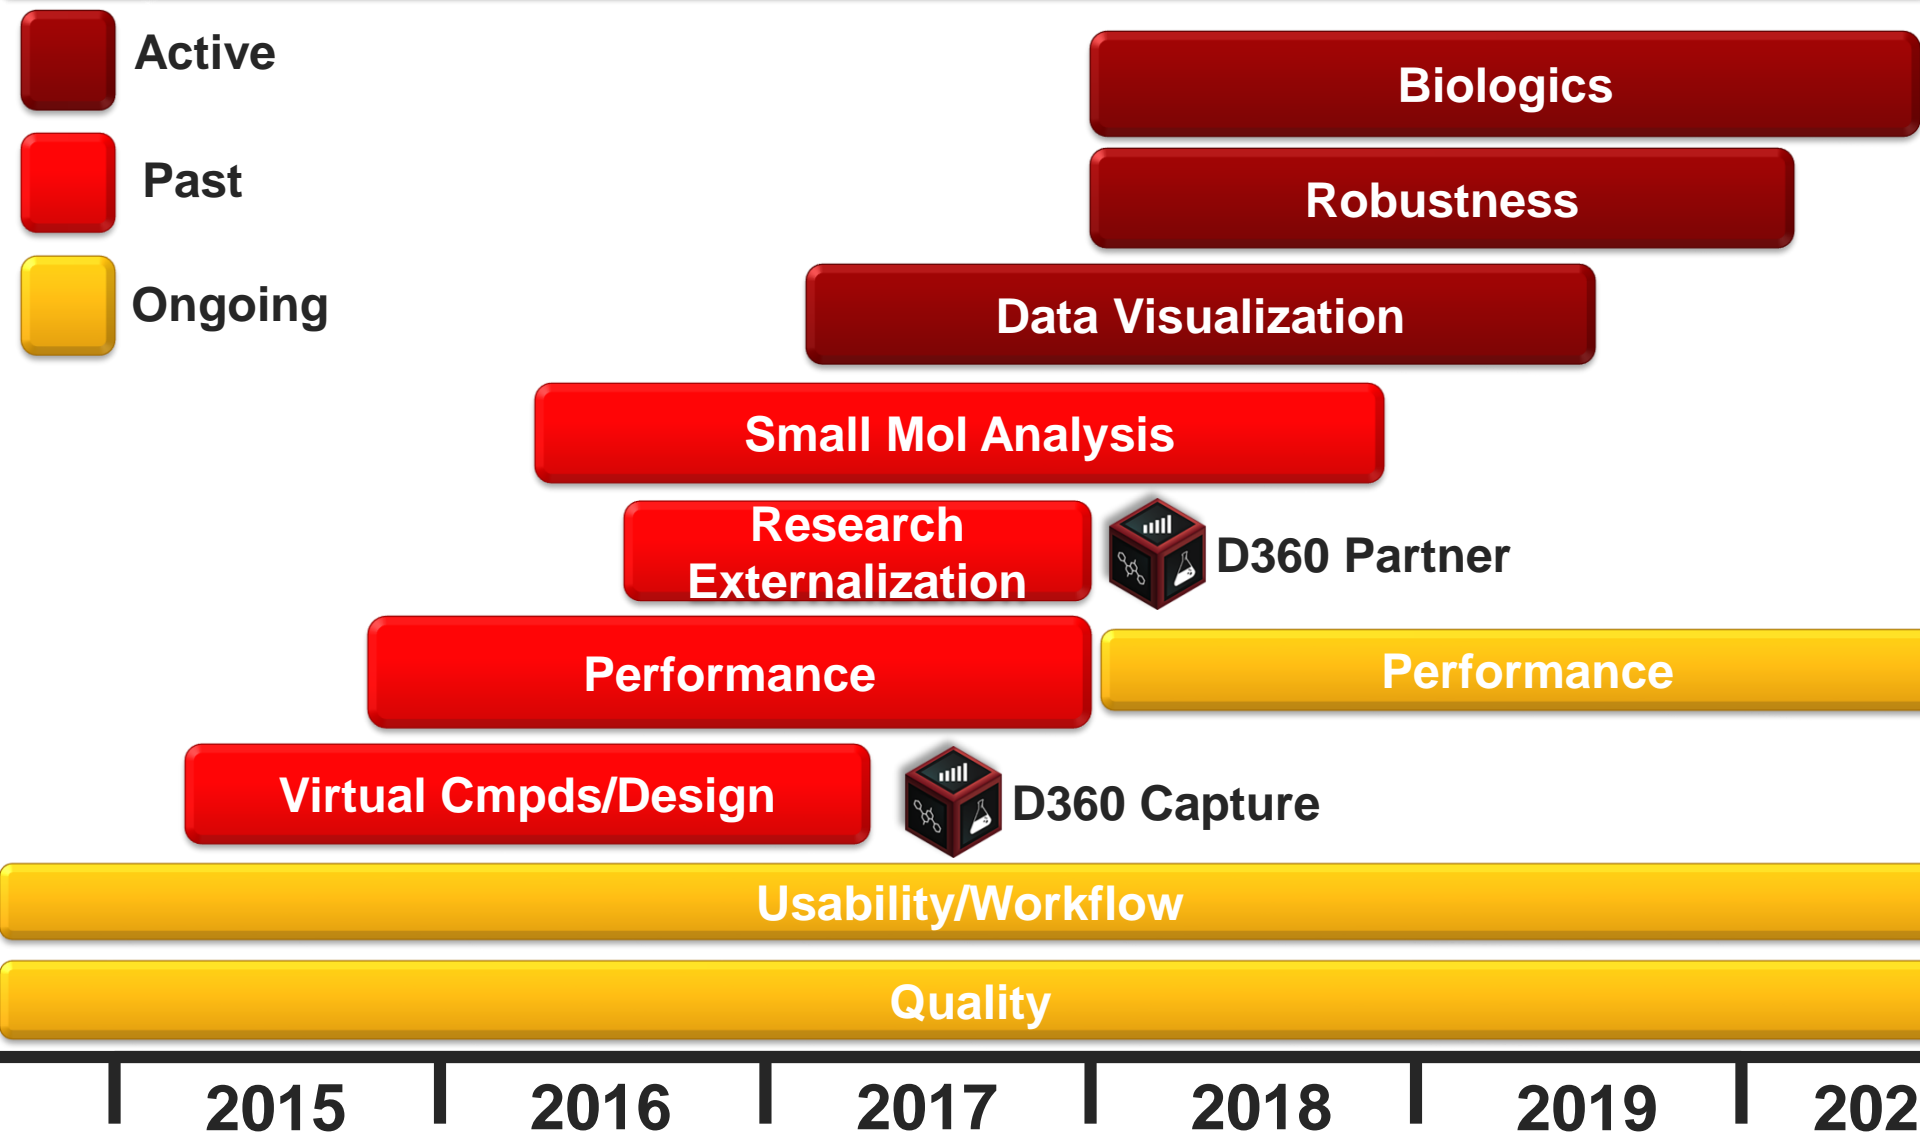 Active
Past
Ongoing
Biologics
Robustness
Data Visualization
Small Mol Analysis
Research
Externalization
D360 Partner
Performance
Performance
Virtual Cmpds/Design
D360 Capture
Usability/Workflow
Quality
2015 2016 2017 2018 2019 202